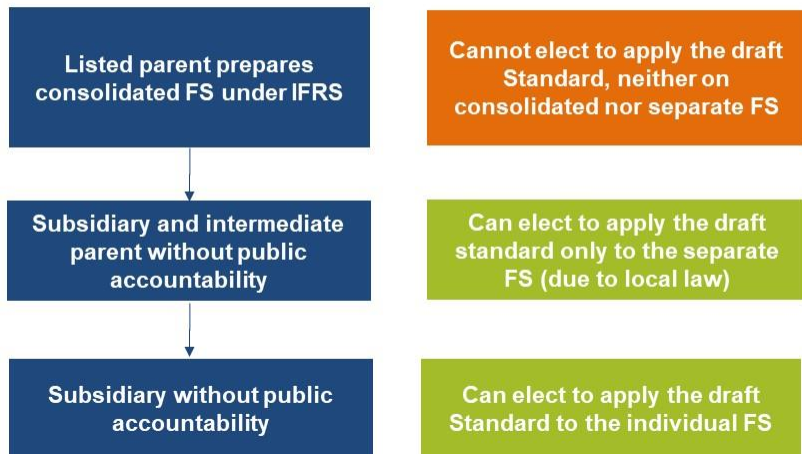 Listed parent prepares
consolidated FS under IFRS
Cannot elect to apply the draft
Standard, neither on
consolidated nor separate FS
Subsidiary and intermediate
parent without public
accountability
Can elect to apply the draft
standard only to the separate
FS (due to local law)
Subsidiary without public
accountability
Can elect to apply the draft
Standard to the individual FS